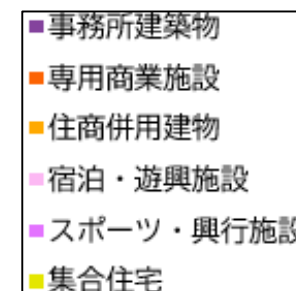 事務所建築物
専用商業施設
住商併用建物
宿泊・遊興施設
スポーツ・興行施設
集合住宅